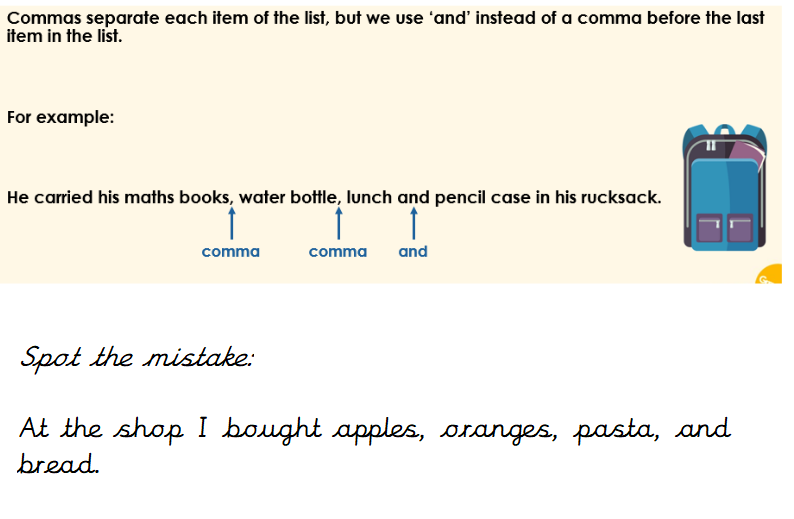 Commas separate each item of the list, but we use ‘and’ instead of a comma before the last
item in the list.
For example:
He carried his maths books, water bottle, lunch and pencil case in his rucksack.
comma comma and
Spot the mistake:
At the shop I bought apples, oranges, pasta, and
bread.